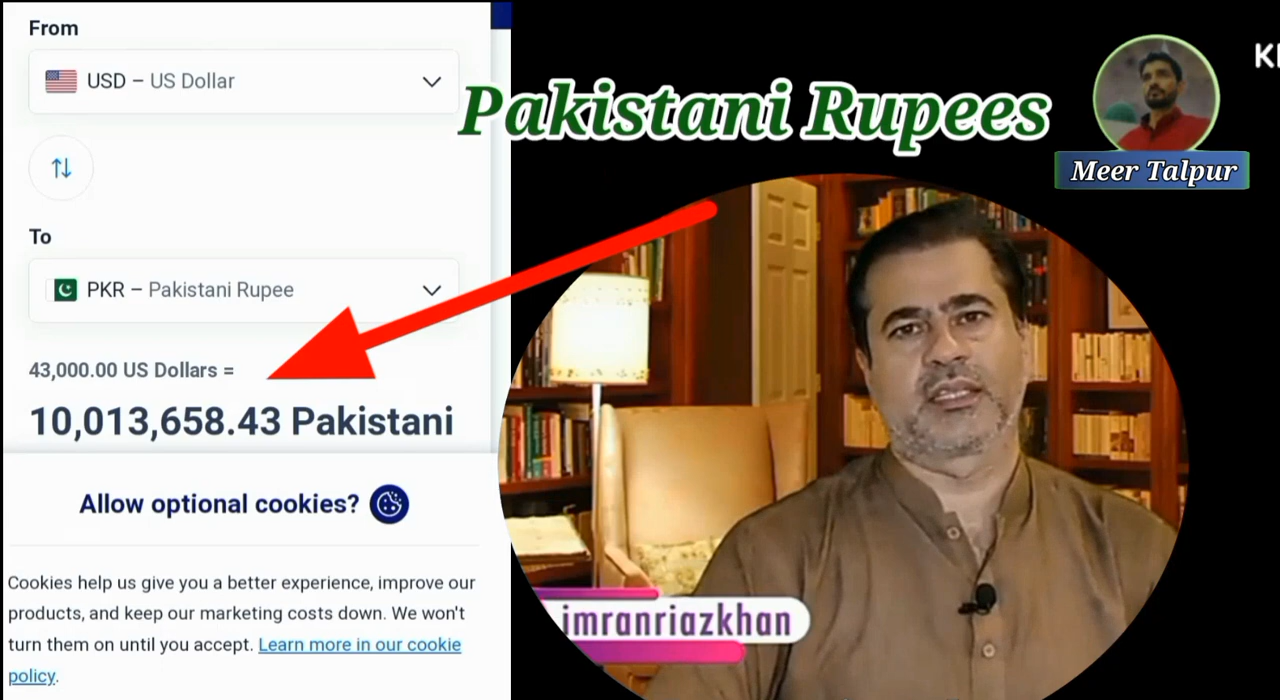 From
USD – US Dollar
To
PKR – Pakistani Rupee
43,000.00 US Dollars =
10,013,658.43 Pakistani
Allow optional cookies?
Cookies help us give you a better experience, improve our
products, and keep our marketing costs down. We won't
turn them on until you accept. Learn more in our cookie
policy.
Pakistani Rupees
Meer Talpur
imranriazkhan